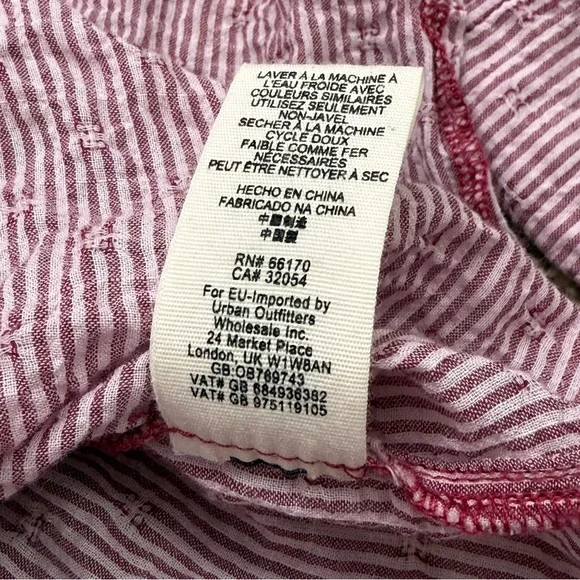 LAVER À LA MACHINE À
L'EAU FROIDE AVEC
COULEURS SIMILAIRES
UTILISEZ SEULEMENT
NON-JAVEL
SECHER À LA MACHINE
CYCLE DOUX
FAIBLE COMME FER
NECESSAIRES
PEUT ÊTRE NETTOYER À SEC
HECHO EN CHINA
FABRICADO NA CHINA
中國制造
中国製
RN# 66170
CA# 32054
For EU-Imported by
Urban Outfitters
Wholesale Inc.
24 Market Place
London, UK W1W8AN
GB:OB769743
VAT# GB 684936382
VAT# GB 975119105